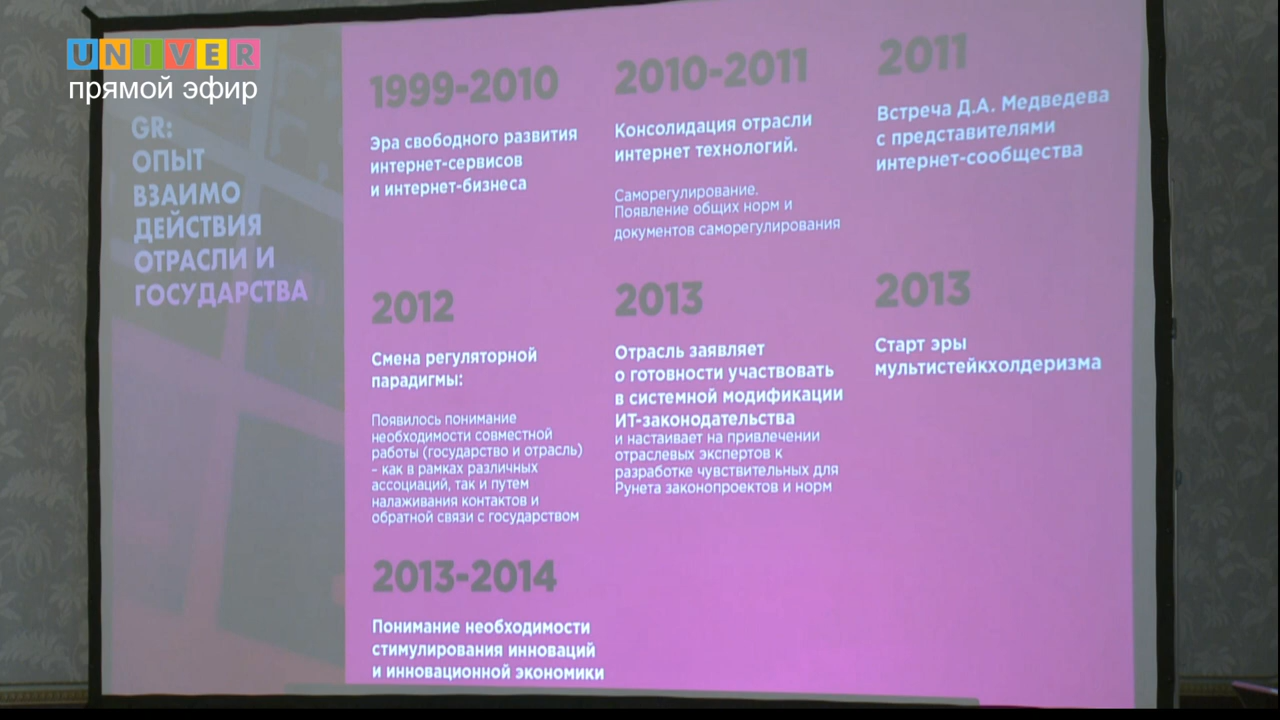 UNIVER
прямой эфир
GR:
ОПЫТ
ВЗАИМО
ДЕЙСТВИЯ
ОТРАСЛИ И
ГОСУДАРСТВА
1999-2010
Эра свободного развития
интернет-сервисов
и интернет-бизнеса
2010-2011
Консолидация отрасли
интернет технологий.
Саморегулирование.
Появление общих норм и
документов саморегулирования
2011
Встреча Д.А. Медведева
с представителями
интернет-сообщества
2012
Смена регуляторной
парадигмы:
Появилось понимание
необходимости совместной
работы (государство и отрасль)
– как в рамках различных
ассоциаций, так и путем
налаживания контактов и
обратной связи с государством
2013
Отрасль заявляет
о готовности участвовать
в системной модификации
ИТ-законодательства
и настаивает на привлечении
отраслевых экспертов к
разработке чувствительных для
Рунета законопроектов и норм
2013
Старт эры
мультистейкхолдеризма
2013-2014
Понимание необходимости
стимулирования инноваций
и инновационной экономики